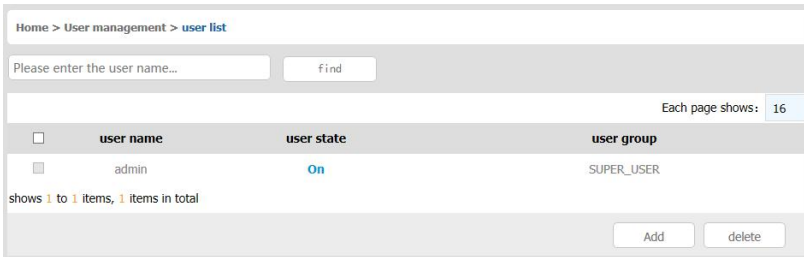 Home > User management > user list
Please enter the user name... find
Each page shows: 16
user name user state user group
admin On SUPER_USER
shows 1 to 1 items, 1 items in total
Add delete